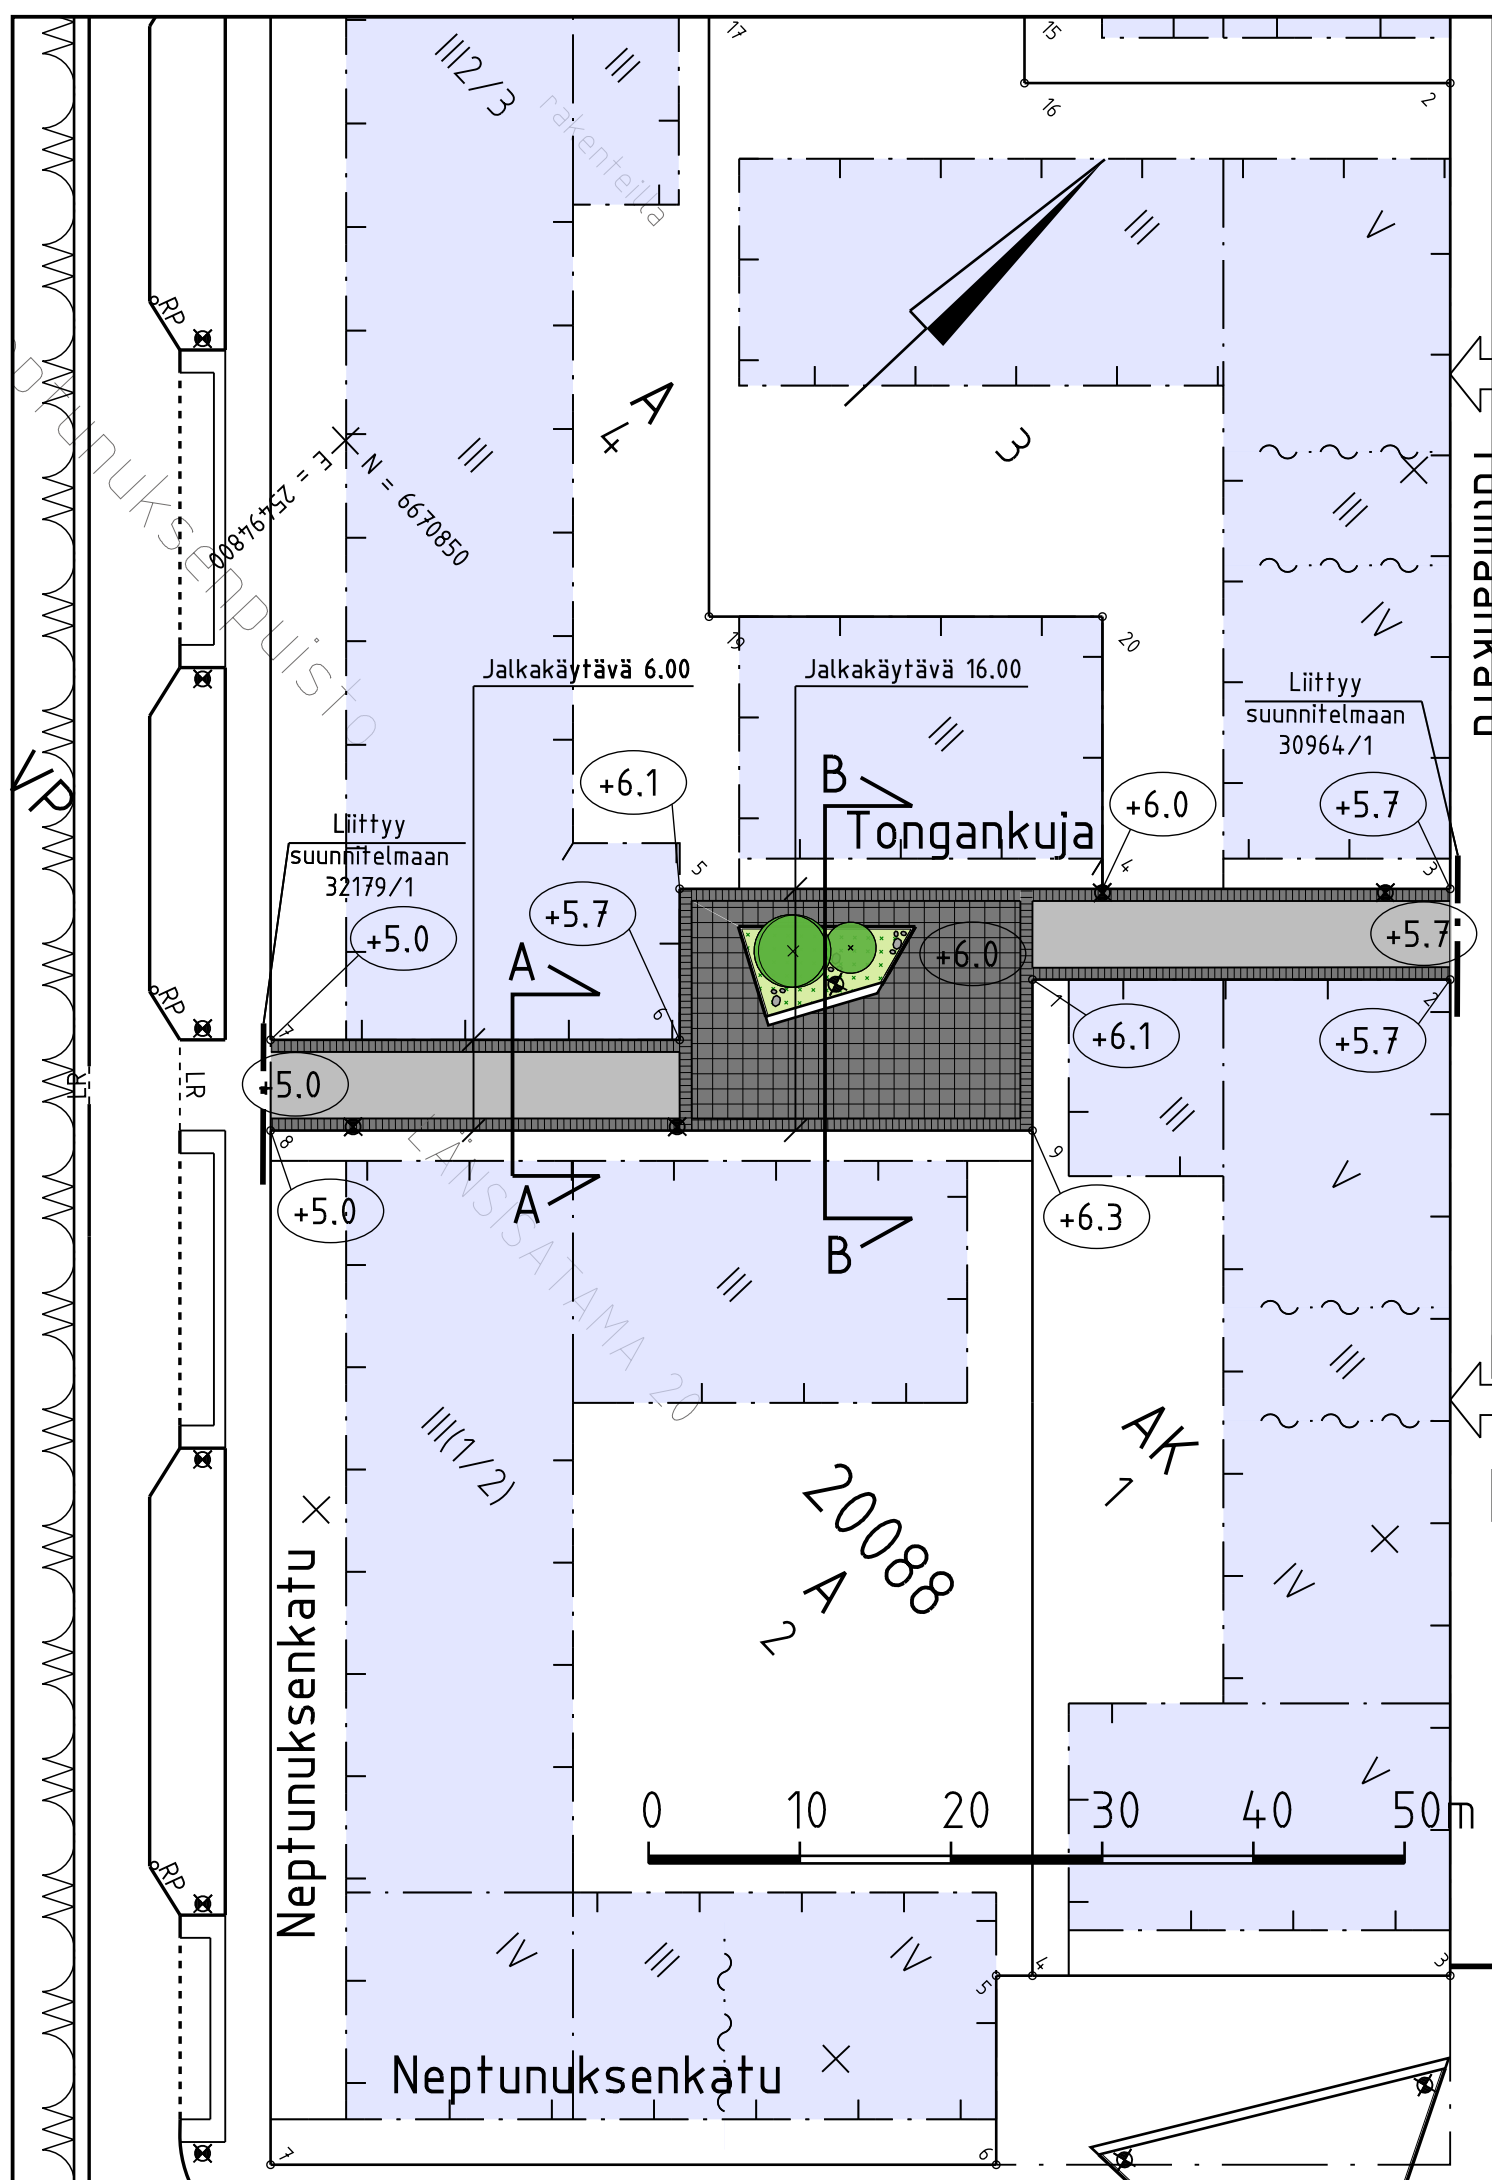 17
15
III2/3
III
16
2
rakenteilla
III
V
RP
A
4
3
III
N = 6670850
E = 25494800
III
IV
19
20
Jalkakäytävä 6.00
Jalkakäytävä 16.00
Liittyy
suunnitelmaan
30964/1
III
VP
+6.1
B
+6.0
+5.7
Tongankuja
Liittyy
suunnitelmaan
32179/1
5
4
3
+5.7
+5.0
A
+6.0
+5.7
RP
7
6
1
2
+6.1
+5.7
LR
LR
+5.0
8
9
III
LÄNSISATAMA 20
+5.0
A
B
+6.3
V
III
III
III(1/2)
AK
1
20088
A
2
IV
Neptunuksenkatu
V
0 10 20 30 40 50m
RP
IV
III
IV
5
4
3
Neptunuksenkatu
7
6